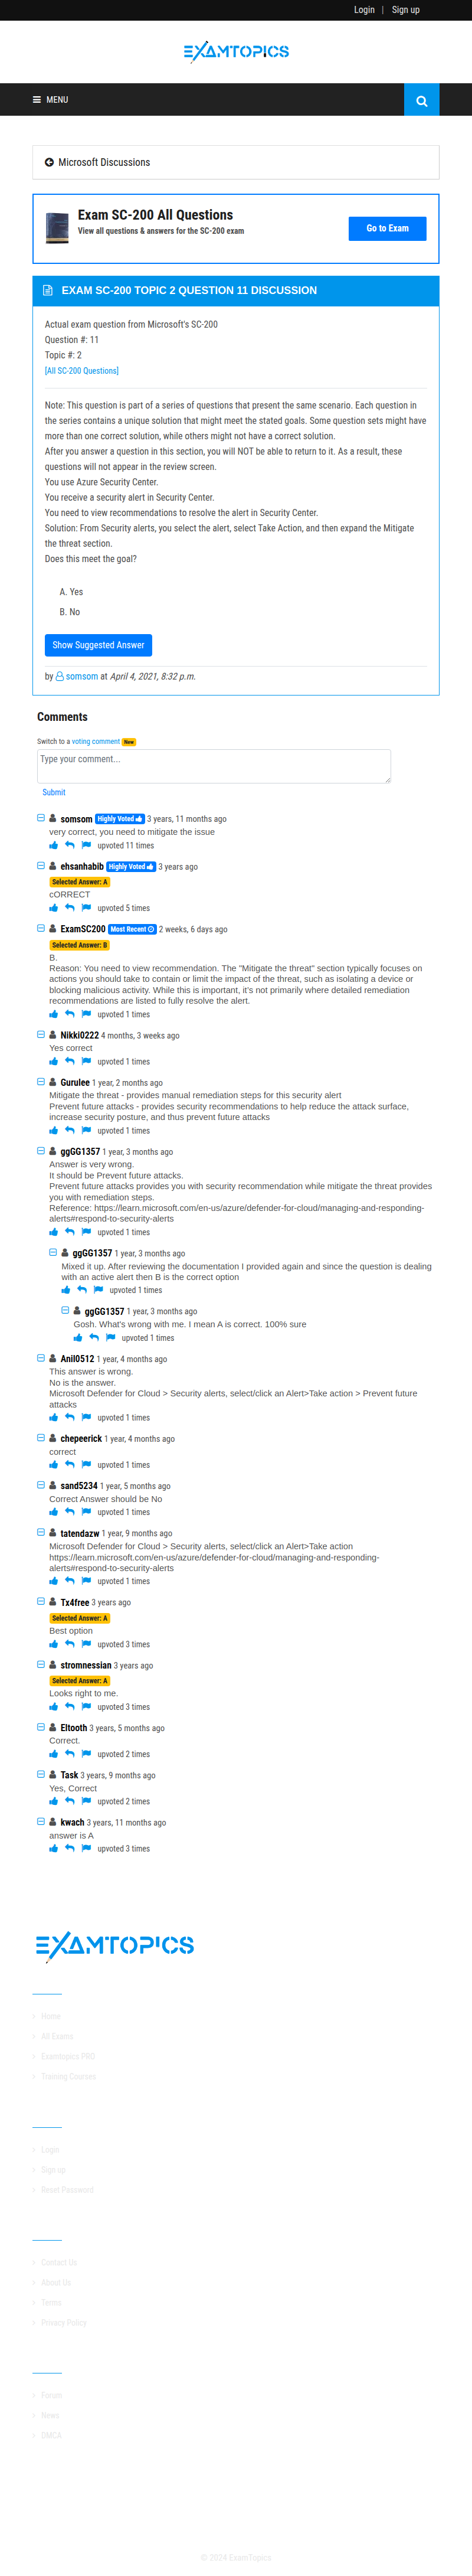 Login | Sign up
EXAMTOPICS
MENU
Microsoft Discussions
Exam SC-200 All Questions
View all questions & answers for the SC-200 exam
Go to Exam
EXAM SC-200 TOPIC 2 QUESTION 11 DISCUSSION
Actual exam question from Microsoft's SC-200
Question #: 11
Topic #: 2
[All SC-200 Questions]
Note: This question is part of a series of questions that present the same scenario. Each question in
the series contains a unique solution that might meet the stated goals. Some question sets might have
more than one correct solution, while others might not have a correct solution.
After you answer a question in this section, you will NOT be able to return to it. As a result, these
questions will not appear in the review screen.
You use Azure Security Center.
You receive a security alert in Security Center.
You need to view recommendations to resolve the alert in Security Center.
Solution: From Security alerts, you select the alert, select Take Action, and then expand the Mitigate
the threat section.
Does this meet the goal?
A. Yes
B. No
Show Suggested Answer
by somsom at April 4, 2021, 8:32 p.m.
Comments
Switch to a voting comment New
Type your comment...
Submit
somsom Highly Voted 3 years, 11 months ago
very correct, you need to mitigate the issue
upvoted 11 times
ehsanhabib Highly Voted 3 years ago
Selected Answer: A
cORRECT
upvoted 5 times
ExamSC200 Most Recent 2 weeks, 6 days ago
Selected Answer: B
B.
Reason: You need to view recommendation. The "Mitigate the threat" section typically focuses on
actions you should take to contain or limit the impact of the threat, such as isolating a device or
blocking malicious activity. While this is important, it's not primarily where detailed remediation
recommendations are listed to fully resolve the alert.
upvoted 1 times
Nikki0222 4 months, 3 weeks ago
Yes correct
upvoted 1 times
Gurulee 1 year, 2 months ago
Mitigate the threat - provides manual remediation steps for this security alert
Prevent future attacks - provides security recommendations to help reduce the attack surface,
increase security posture, and thus prevent future attacks
upvoted 1 times
ggGG1357 1 year, 3 months ago
Answer is very wrong.
It should be Prevent future attacks.
Prevent future attacks provides you with security recommendation while mitigate the threat provides
you with remediation steps.
Reference: https://learn.microsoft.com/en-us/azure/defender-for-cloud/managing-and-responding-
alerts#respond-to-security-alerts
upvoted 1 times
ggGG1357 1 year, 3 months ago
Mixed it up. After reviewing the documentation I provided again and since the question is dealing
with an active alert then B is the correct option
upvoted 1 times
ggGG1357 1 year, 3 months ago
Gosh. What's wrong with me. I mean A is correct. 100% sure
upvoted 1 times
Anil0512 1 year, 4 months ago
This answer is wrong.
No is the answer.
Microsoft Defender for Cloud > Security alerts, select/click an Alert>Take action > Prevent future
attacks
upvoted 1 times
chepeerick 1 year, 4 months ago
correct
upvoted 1 times
sand5234 1 year, 5 months ago
Correct Answer should be No
upvoted 1 times
tatendazw 1 year, 9 months ago
Microsoft Defender for Cloud > Security alerts, select/click an Alert>Take action
https://learn.microsoft.com/en-us/azure/defender-for-cloud/managing-and-responding-
alerts#respond-to-security-alerts
upvoted 1 times
Tx4free 3 years ago
Selected Answer: A
Best option
upvoted 3 times
stromnessian 3 years ago
Selected Answer: A
Looks right to me.
upvoted 3 times
Eltooth 3 years, 5 months ago
Correct.
upvoted 2 times
Task 3 years, 9 months ago
Yes, Correct
upvoted 2 times
kwach 3 years, 11 months ago
answer is A
upvoted 3 times
EXAMTOPICS
Home
All Exams
Examtopics PRO
Training Courses
Login
Sign up
Reset Password
Contact Us
About Us
Terms
Privacy Policy
Forum
News
DMCA
© 2024 ExamTopics